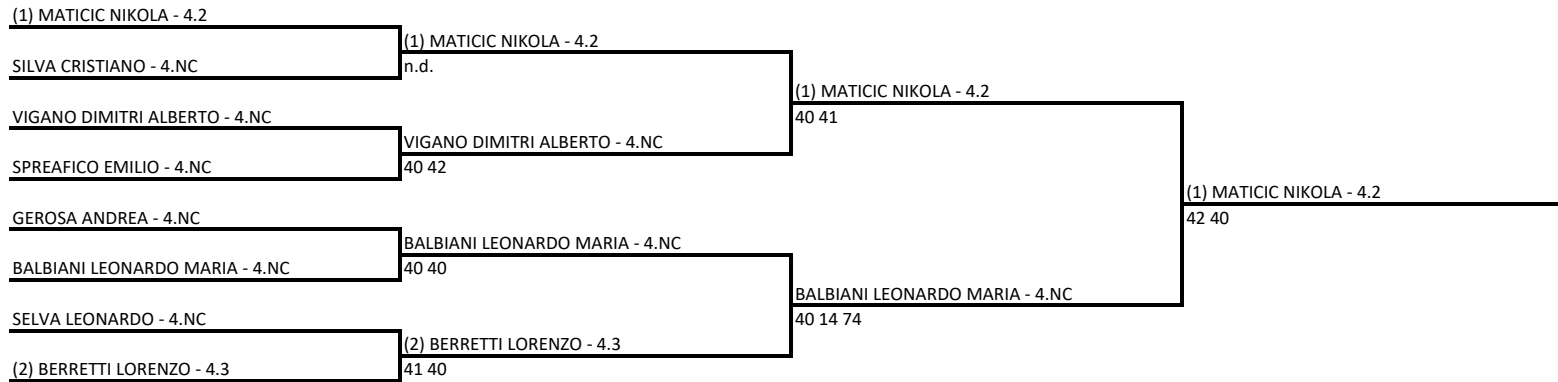 (1) MATICIC NIKOLA - 4.2
(1) MATICIC NIKOLA - 4.2
SILVA CRISTIANO - 4.NC
n.d.
(1) MATICIC NIKOLA - 4.2
VIGANO DIMITRI ALBERTO - 4.NC
40 41
VIGANO DIMITRI ALBERTO - 4.NC
SPREAFICO EMILIO - 4.NC
40 42
(1) MATICIC NIKOLA - 4.2
GEROSA ANDREA - 4.NC
42 40
BALBIANI LEONARDO MARIA - 4.NC
BALBIANI LEONARDO MARIA - 4.NC
40 40
BALBIANI LEONARDO MARIA - 4.NC
SELVA LEONARDO - 4.NC
40 14 74
(2) BERRETTI LORENZO - 4.3
(2) BERRETTI LORENZO - 4.3
41 40